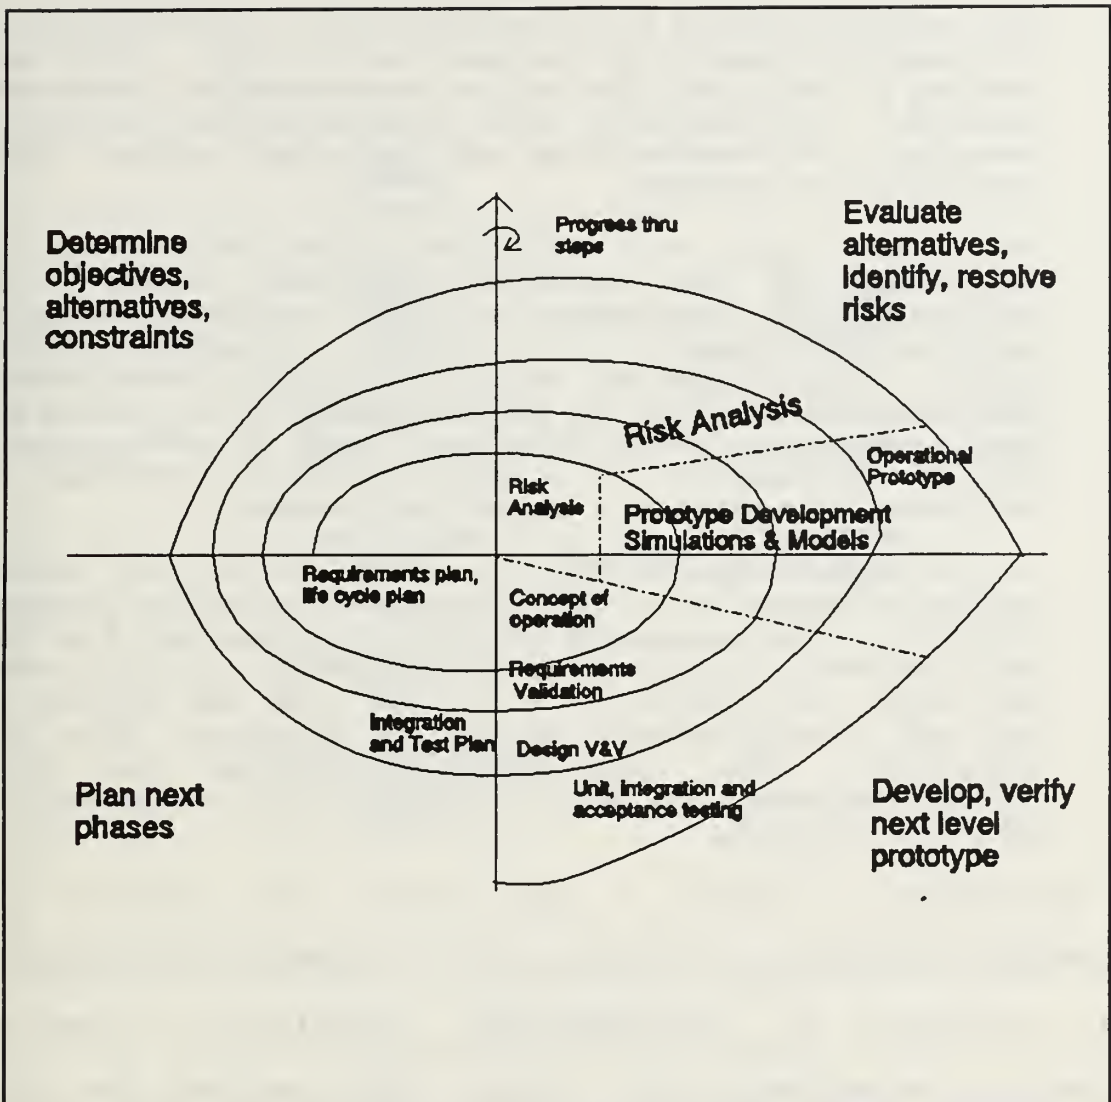 Progress thru
steps
Determine
objectives,
alternatives,
constraints
Evaluate
alternatives,
identify, resolve
risks
Risk Analysis
Operational
Prototype
Risk
Analysis
Prototype Development
Simulations & Models
Requirements plan,
life cycle plan
Concept of
operation
Requirements
Validation
Integration
and Test Plan
Design V&V
Unit, integration and
acceptance testing
Plan next
phases
Develop, verify
next level
prototype